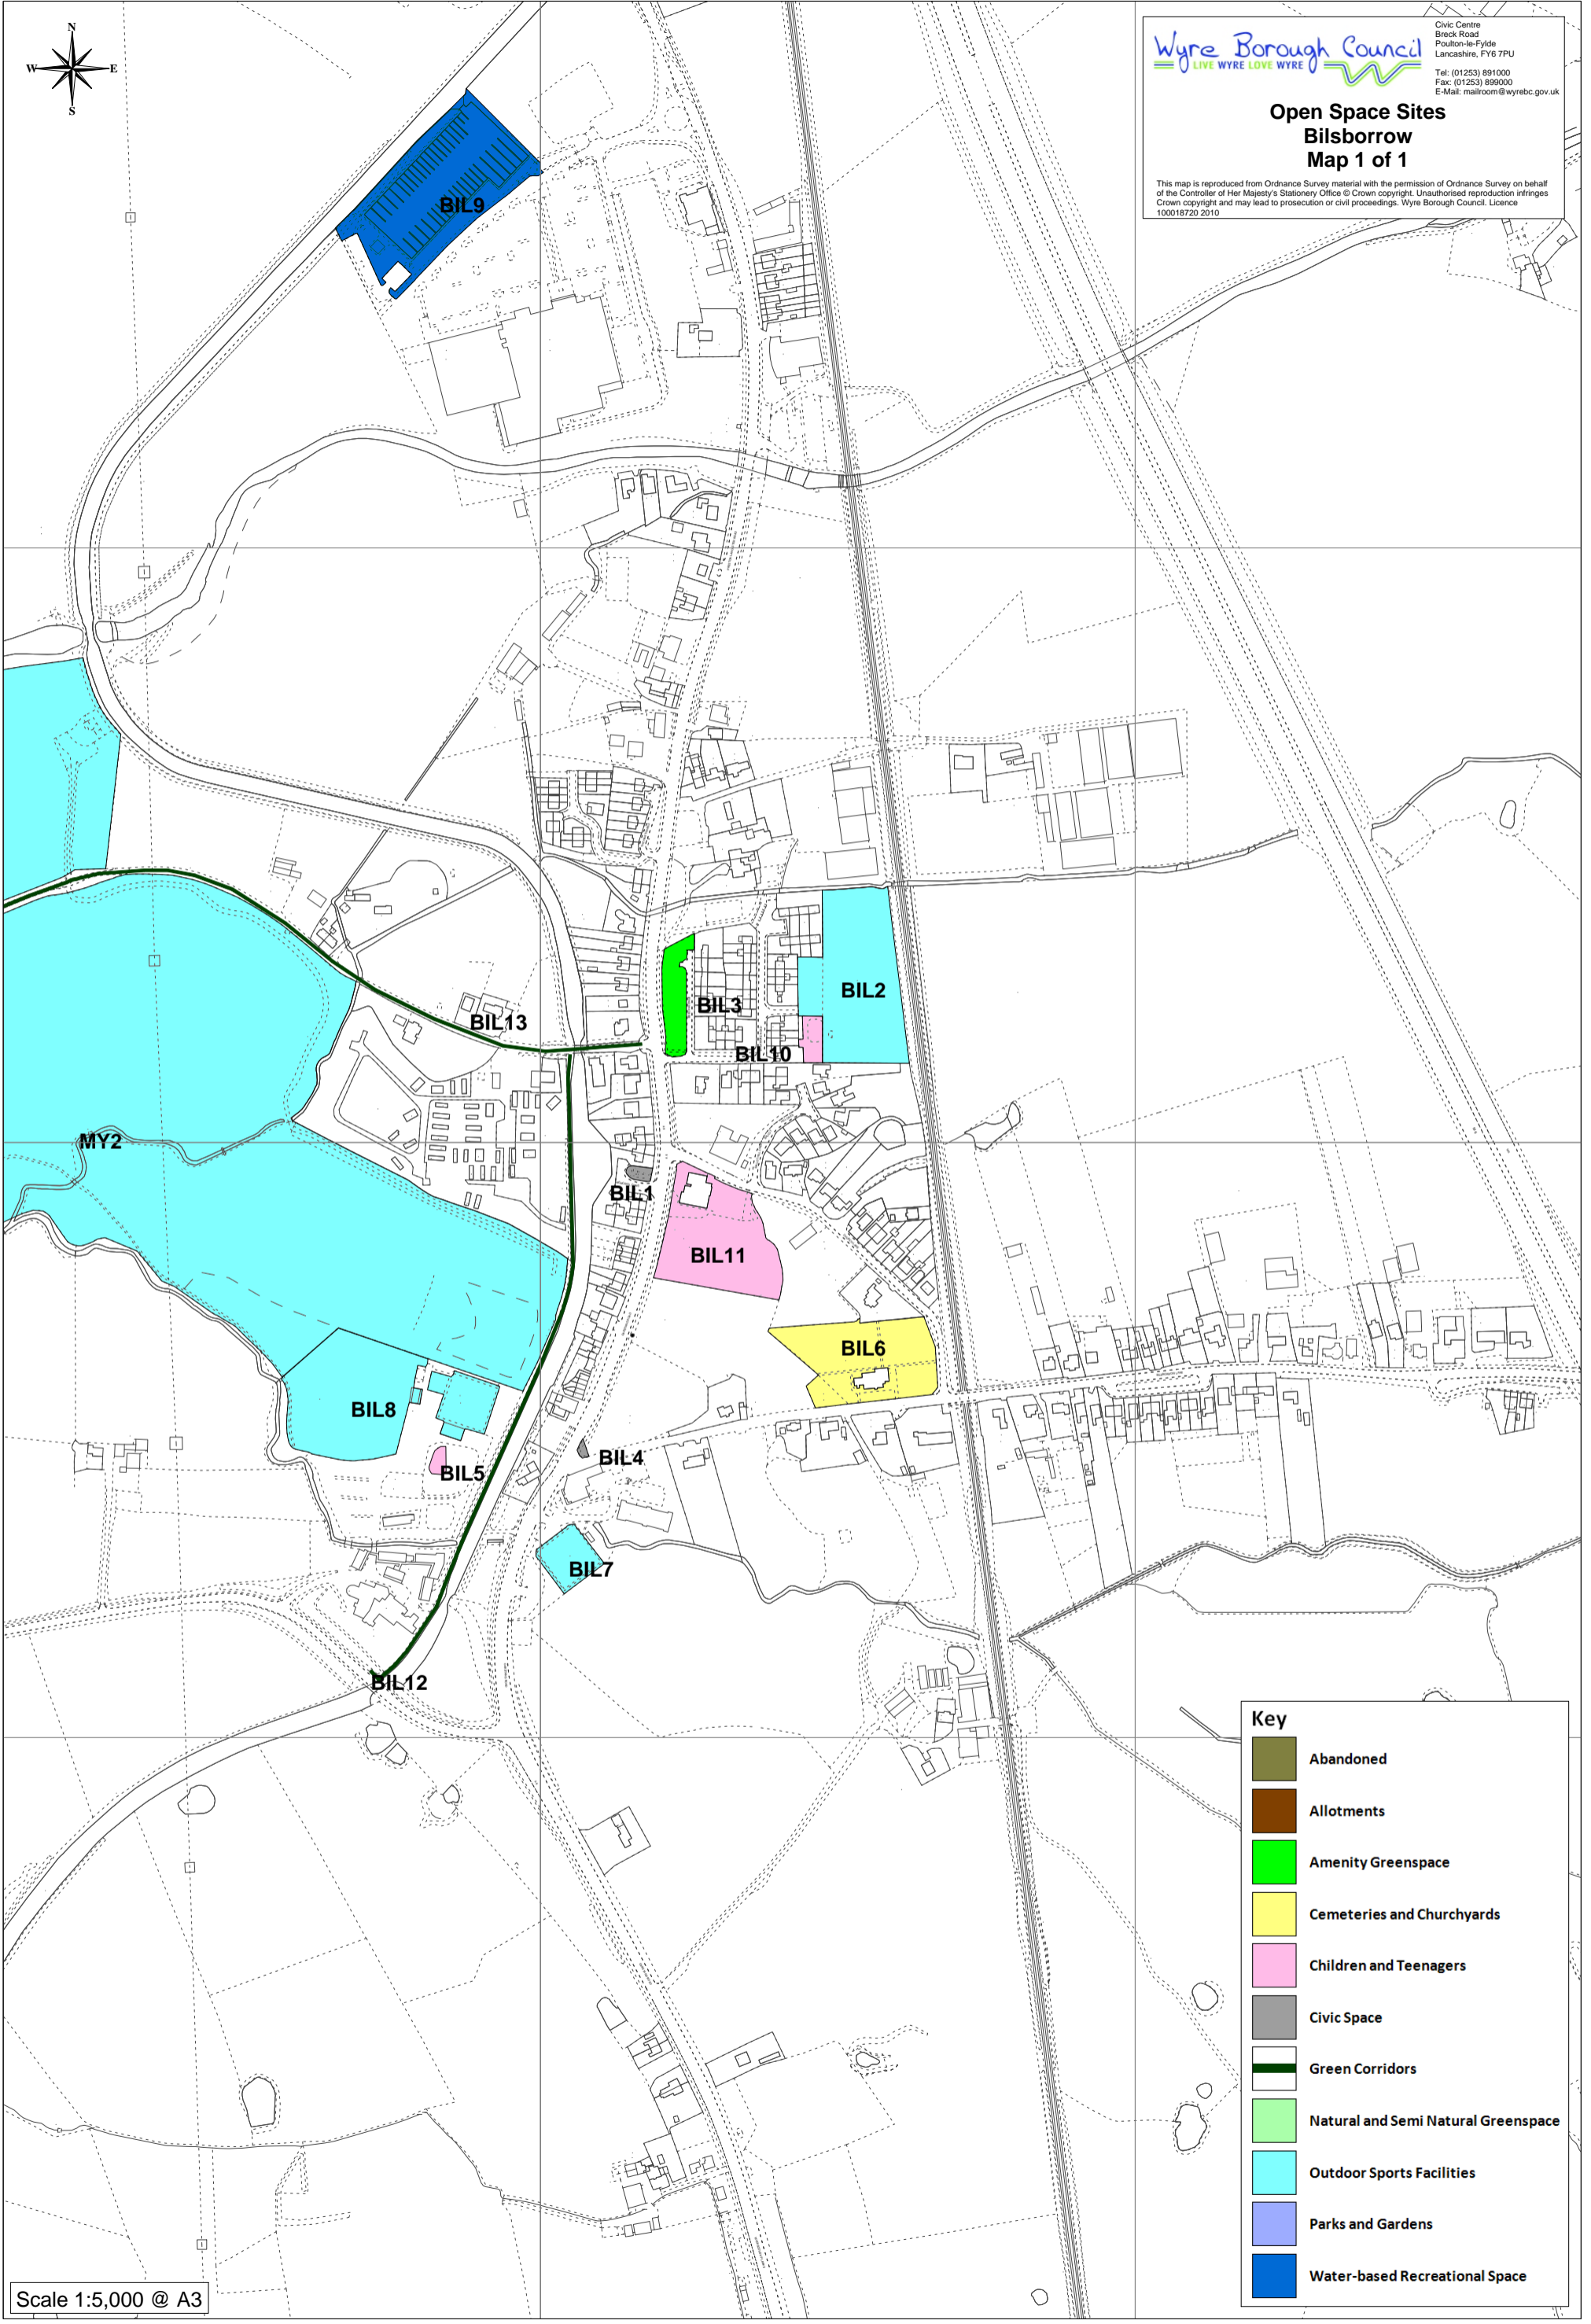 N
W E
S
Wyre Borough Council
LIVE WYRE LOVE WYRE
Civic Centre
Breck Road
Poulton-le-Fylde
Lancashire, FY6 7PU
Tel: (01253) 891000
Fax: (01253) 899000
E-Mail: mailroom@wyrebc.gov.uk
Open Space Sites
Bilsborrow
Map 1 of 1
This map is reproduced from Ordnance Survey material with the permission of Ordnance Survey on behalf
of the Controller of Her Majesty's Stationery Office © Crown copyright. Unauthorised reproduction infringes
Crown copyright and may lead to prosecution or civil proceedings. Wyre Borough Council. Licence
100018720 2010
BIL9
BIL2
BIL3
BIL13
BIL10
MY2
BIL1
BIL11
BIL6
BIL8
BIL4
BIL5
BIL7
BIL12
Key
Abandoned
Allotments
Amenity Greenspace
Cemeteries and Churchyards
Children and Teenagers
Civic Space
Green Corridors
Natural and Semi Natural Greenspace
Outdoor Sports Facilities
Parks and Gardens
Water-based Recreational Space
Scale 1:5,000 @ A3